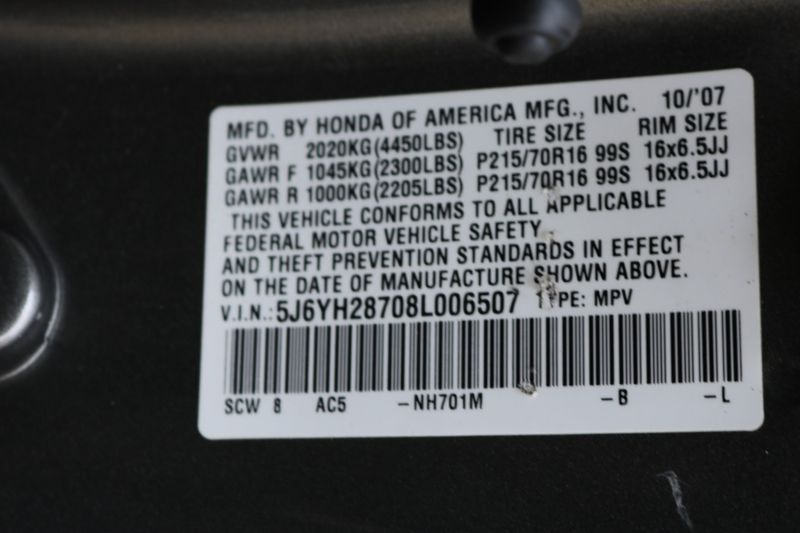 MFD. BY HONDA OF AMERICA MFG., INC. 10/'07
GVWR 2020KG(4450LBS) TIRE SIZE RIM SIZE
GAWR F 1045KG(2300LBS) P215/70R16 99S 16x6.5JJ
GAWR R 1000KG(2205LBS) P215/70R16 99S 16x6.5JJ
THIS VEHICLE CONFORMS TO ALL APPLICABLE
FEDERAL MOTOR VEHICLE SAFETY
AND THEFT PREVENTION STANDARDS IN EFFECT
ON THE DATE OF MANUFACTURE SHOWN ABOVE.
V.I.N.: 5J6YH28708L006507 TYPE: MPV
SCW 8 AC5 -NH701M -B -L